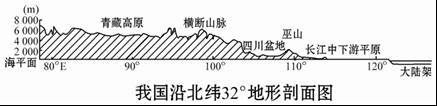 (m)
8 000
6 000
4 000
2 000
0
青藏高原
横断山脉
四川盆地
巫山
长江中下游平原
海平面
80°E
90°
100°
110°
120°
大陆架
我国沿北纬32°地形剖面图